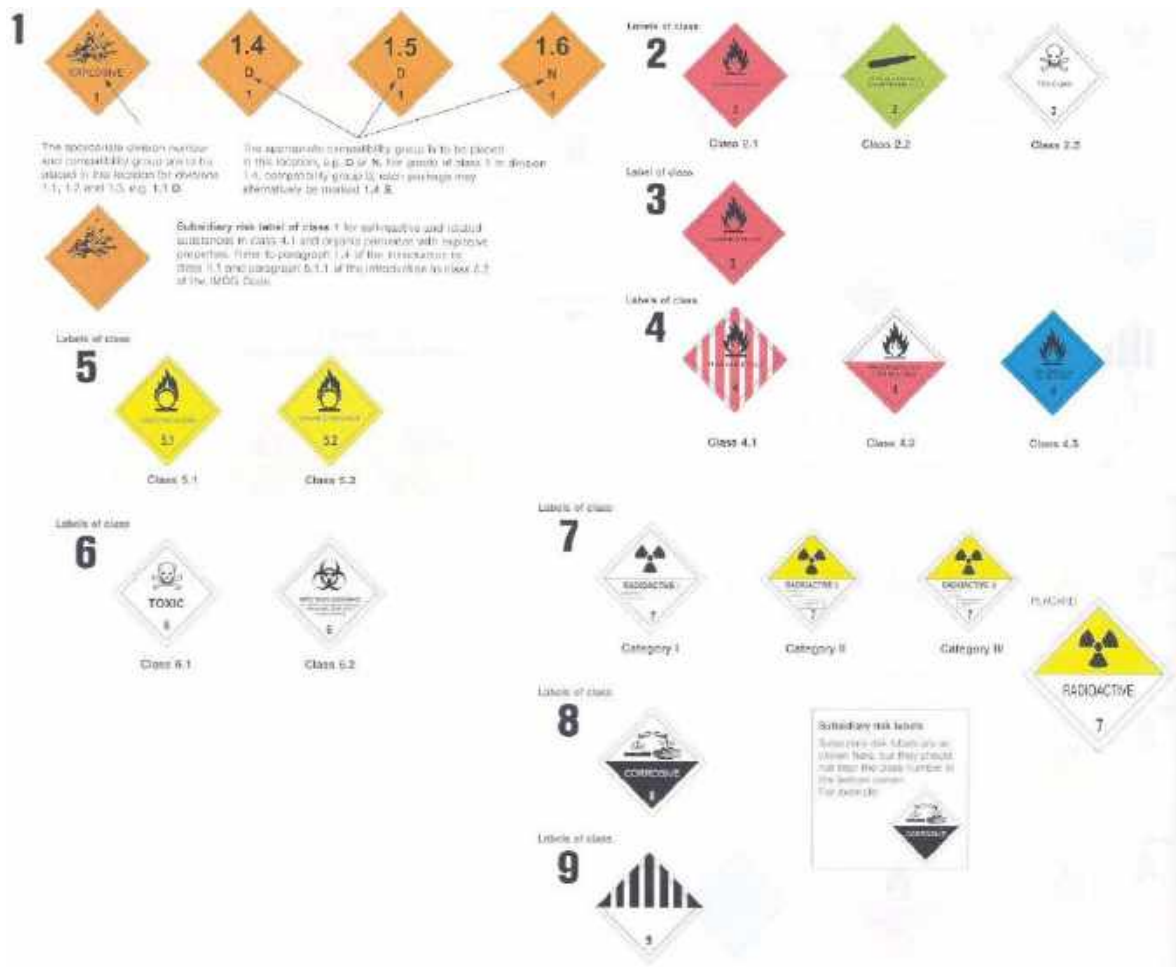 1
EXPLOSIVE
1
1.4
D
1
1.5
D
1
1.6
N
1
The appropriate division number
and compatibility group are to be
placed in this location for divisions
1.1, 1.2 and 1.3, e.g. 1.1 D.
The appropriate compatibility group is to be placed
in this location, e.g. D or N. For goods of class 1 in division
1.4, compatibility group S, each package may
alternatively be marked 1.4 S.
Subsidiary risk label of class 1 for self-reactive and related
substances in class 4.1 and organic peroxides with explosive
properties. Refer to paragraph 1.4 of the introduction to
class 4.1 and paragraph of the introduction to class 5.2
of the IMDG Code.
Labels of class
2
2
2
2
Class 2.1
Class 2.2
Class 2.3
Label of class
3
3
Labels of class
4
4
4
4
Class 4.1
Class 4.2
Class 4.3
Labels of class
5
5.1
5.2
Class 5.1
Class 5.2
Labels of class
6
TOXIC
6
6
Class 6.1
Class 6.2
Labels of class
7
RADIOACTIVE I
7
RADIOACTIVE II
7
RADIOACTIVE III
7
Category I
Category II
Category III
PLACARD
RADIOACTIVE
7
Labels of class
8
CORROSIVE
8
Subsidiary risk labels
Subsidiary risk labels are as
shown here, but they should
not bear the class number in
the bottom corner.
For example:
CORROSIVE
Labels of class
9
9